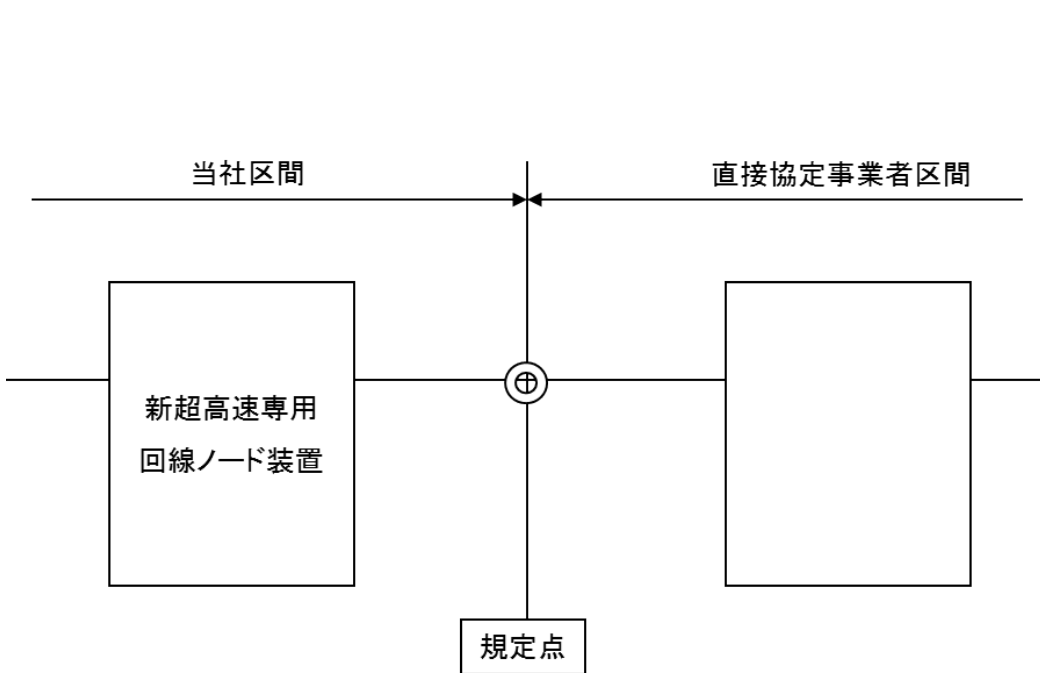 当社区間
直接協定事業者区間
新超高速専用
回線ノード装置
規定点